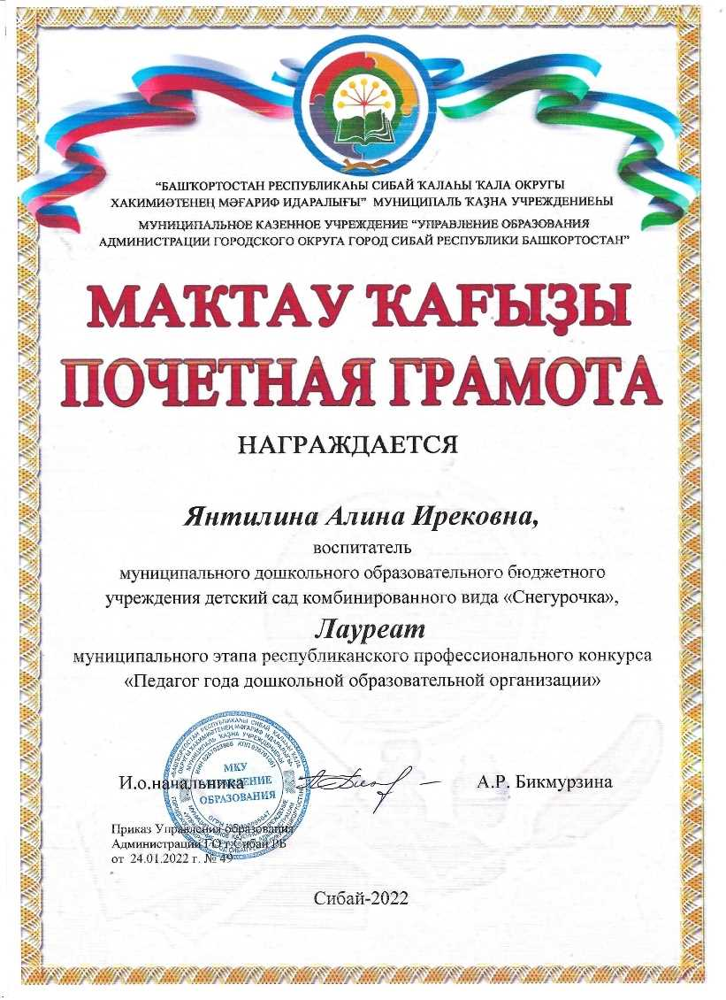 “БАШҠОРТОСТАН РЕСПУБЛИКАҺЫ СИБАЙ ҠАЛАҺЫ ҠАЛА ОКРУГЫ
ХАКИМИӘТЕНЕҢ МӘҒАРИФ ИДАРАЛЫҒЫ” МУНИЦИПАЛЬ ҠАҘНА УЧРЕЖДЕНИЕҺЫ
МУНИЦИПАЛЬНОЕ КАЗЕННОЕ УЧРЕЖДЕНИЕ “УПРАВЛЕНИЕ ОБРАЗОВАНИЯ
АДМИНИСТРАЦИИ ГОРОДСКОГО ОКРУГА ГОРОД СИБАЙ РЕСПУБЛИКИ БАШКОРТОСТАН”
МАҠТАУ ҠАҒЫҘЫ
ПОЧЕТНАЯ ГРАМОТА
НАГРАЖДАЕТСЯ
Янтилина Алина Ирековна,
воспитатель
муниципального дошкольного образовательного бюджетного
учреждения детский сад комбинированного вида «Снегурочка»,
Лауреат
муниципального этапа республиканского профессионального конкурса
«Педагог года дошкольной образовательной организации»
И.о.начальника А.Р. Бикмурзина
МКУ
УПРАВЛЕНИЕ
ОБРАЗОВАНИЯ
Приказ Управления образования
Администрации ГО г.Сибай РБ
от 24.01.2022 г. № 49
Сибай-2022